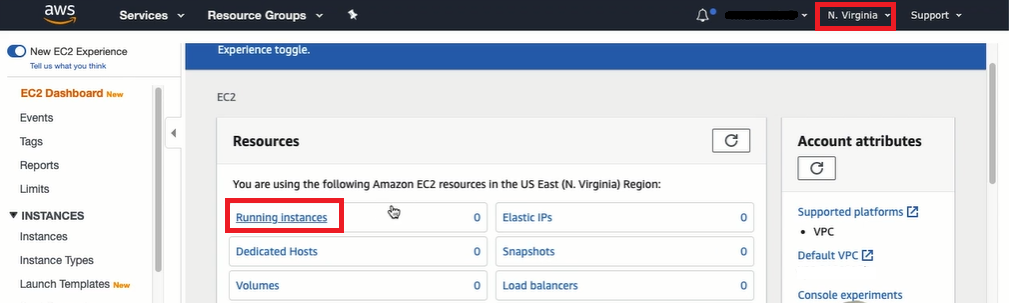 aws
Services
Resource Groups
N. Virginia
Support
New EC2 Experience
Tell us what you think
Experience toggle.
EC2 Dashboard New
Events
Tags
Reports
Limits
INSTANCES
Instances
Instance Types
Launch Templates New
EC2
Resources
You are using the following Amazon EC2 resources in the US East (N. Virginia) Region:
Running instances 0
Elastic IPs 0
Dedicated Hosts 0
Snapshots 0
Volumes 0
Load balancers 0
Account attributes
Supported platforms
• VPC
Default VPC
Console experiments